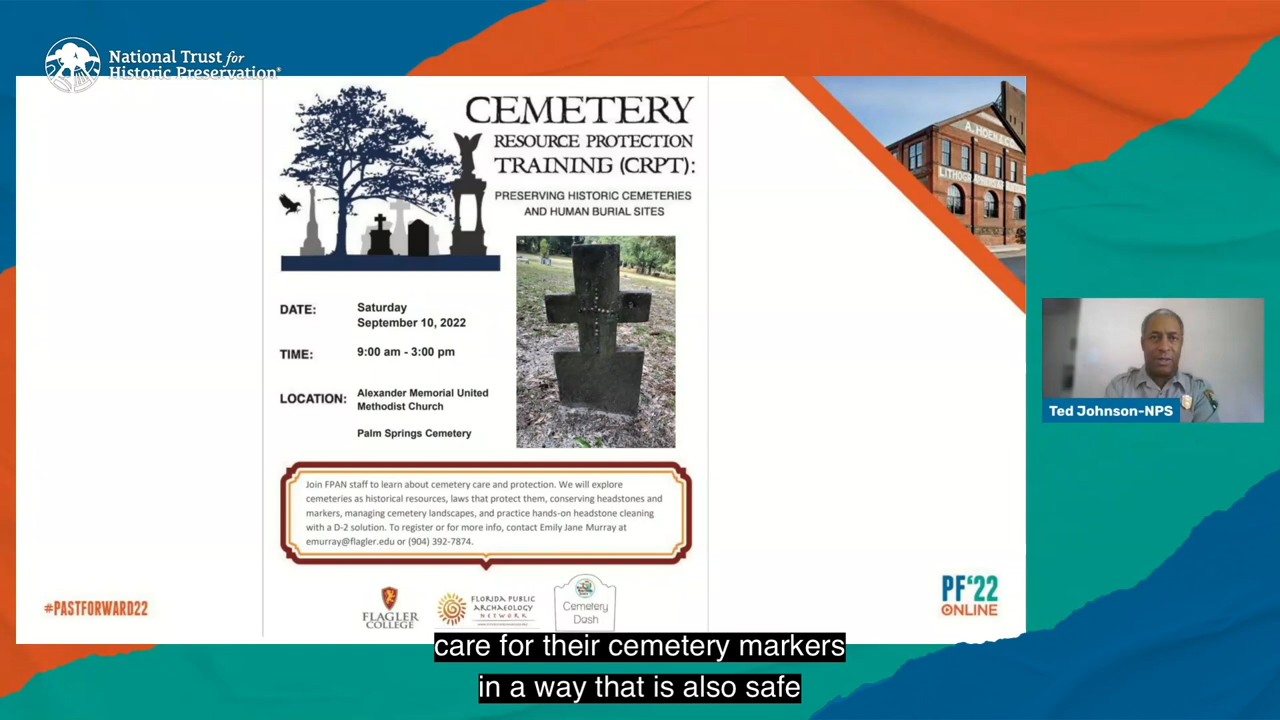 National Trust for
Historic Preservation®
CEMETERY
RESOURCE PROTECTION
TRAINING (CRPT):
PRESERVING HISTORIC CEMETERIES
AND HUMAN BURIAL SITES
DATE: Saturday
September 10, 2022
TIME: 9:00 am - 3:00 pm
LOCATION: Alexander Memorial United
Methodist Church
Palm Springs Cemetery
Join FPAN staff to learn about cemetery care and protection. We will explore
cemeteries as historical resources, laws that protect them, conserving headstones and
markers, managing cemetery landscapes, and practice hands-on headstone cleaning
with a D-2 solution. To register or for more info, contact Emily Jane Murray at
emurray@flagler.edu or (904) 392-7874.
FLAGLER
COLLEGE
FLORIDA PUBLIC
ARCHAEOLOGY
NETWORK
Cemetery
Dash
A. HOEN & CO.
Ted Johnson-NPS
#PASTFORWARD22
PF'22
ONLINE
care for their cemetery markers
in a way that is also safe